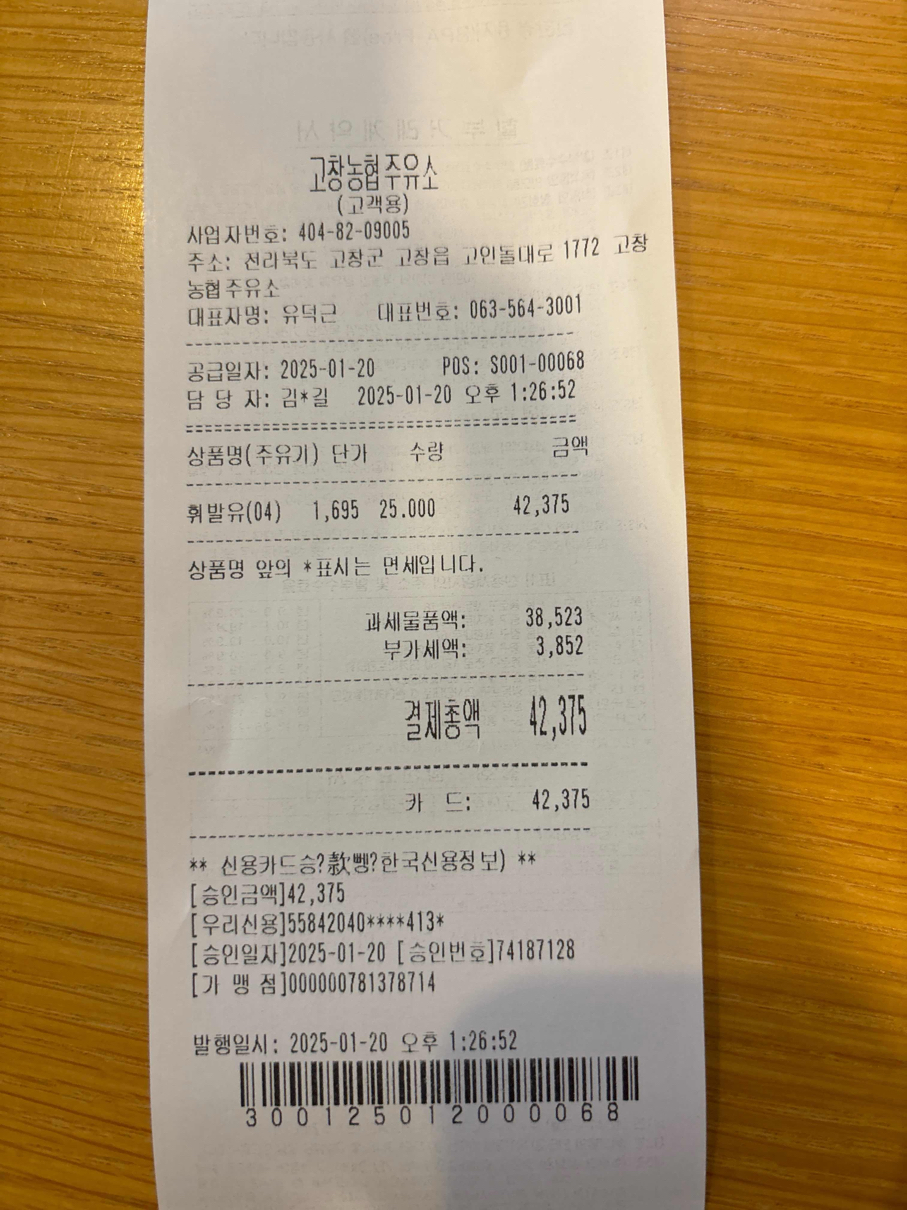 고창농협주유소
(고객용)
사업자번호: 404-82-09005
주소: 전라북도 고창군 고창읍 고인돌대로 1772 고창
농협주유소
대표자명: 유덕근 대표번호: 063-564-3001
공급일자: 2025-01-20 POS: S001-00068
담 당 자: 김*길 2025-01-20 오후 1:26:52
상품명(주유기) 단가 수량 금액
휘발유(04) 1,695 25.000 42,375
상품명 앞의 *표시는 면세입니다.
과세물품액: 38,523
부가세액: 3,852
결제총액 42,375
카 드: 42,375
** 신용카드승?款뼹?한국신용정보) **
[승인금액]42,375
[우리신용]55842040****413*
[승인일자]2025-01-20 [승인번호]74187128
[가 맹 점]000000781378714
발행일시: 2025-01-20 오후 1:26:52
300125012000068